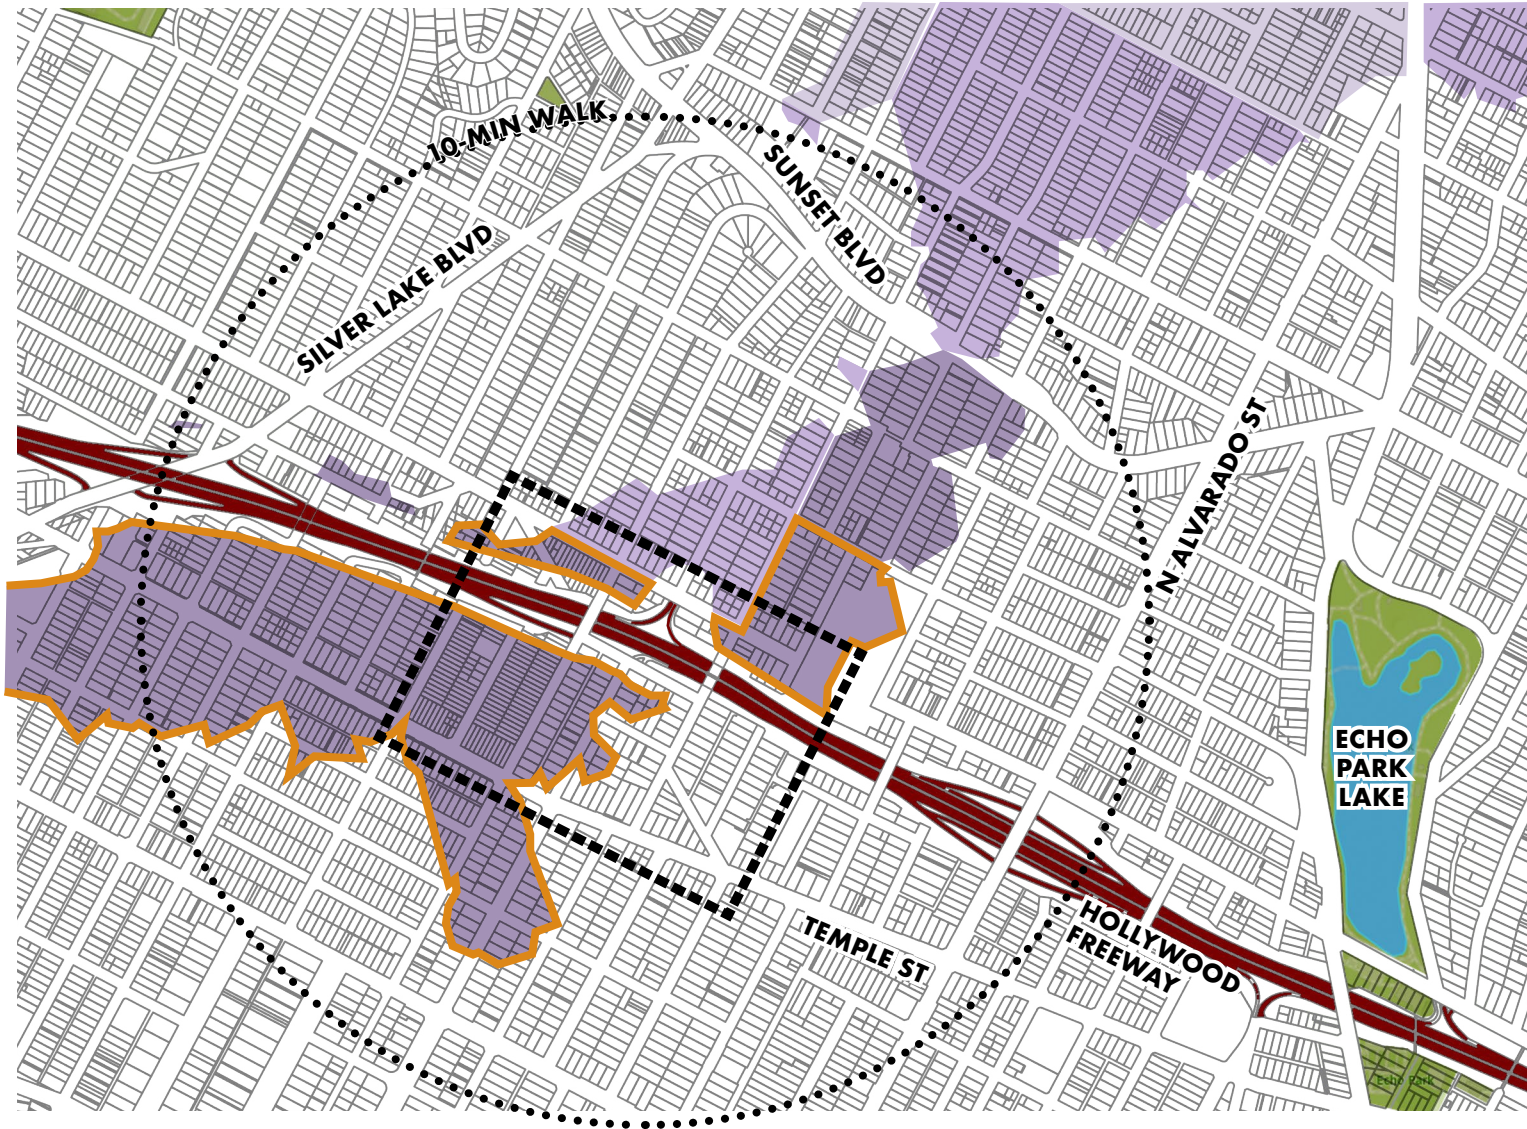 10-MIN WALK
SUNSET BLVD
SILVER LAKE BLVD
N ALVARADO ST
ECHO
PARK
LAKE
TEMPLE ST
HOLLYWOOD
FREEWAY
Echo Park